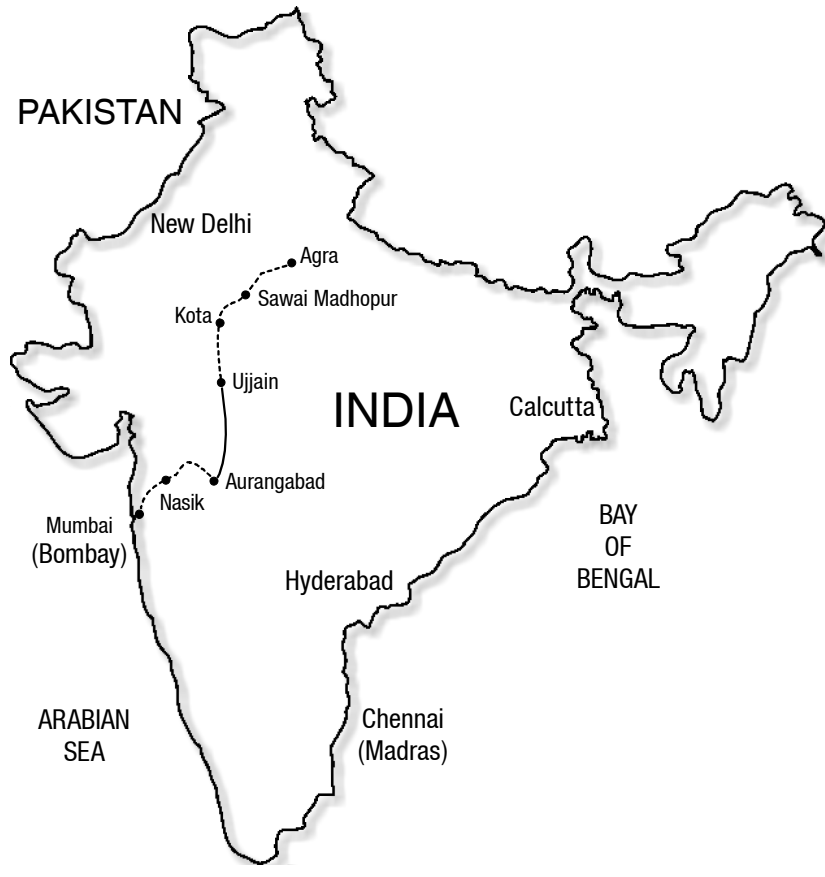 PAKISTAN
New Delhi
Agra
Sawai Madhopur
Kota
Ujjain
INDIA
Calcutta
Aurangabad
Nasik
Mumbai
(Bombay)
BAY
OF
BENGAL
Hyderabad
ARABIAN
SEA
Chennai
(Madras)